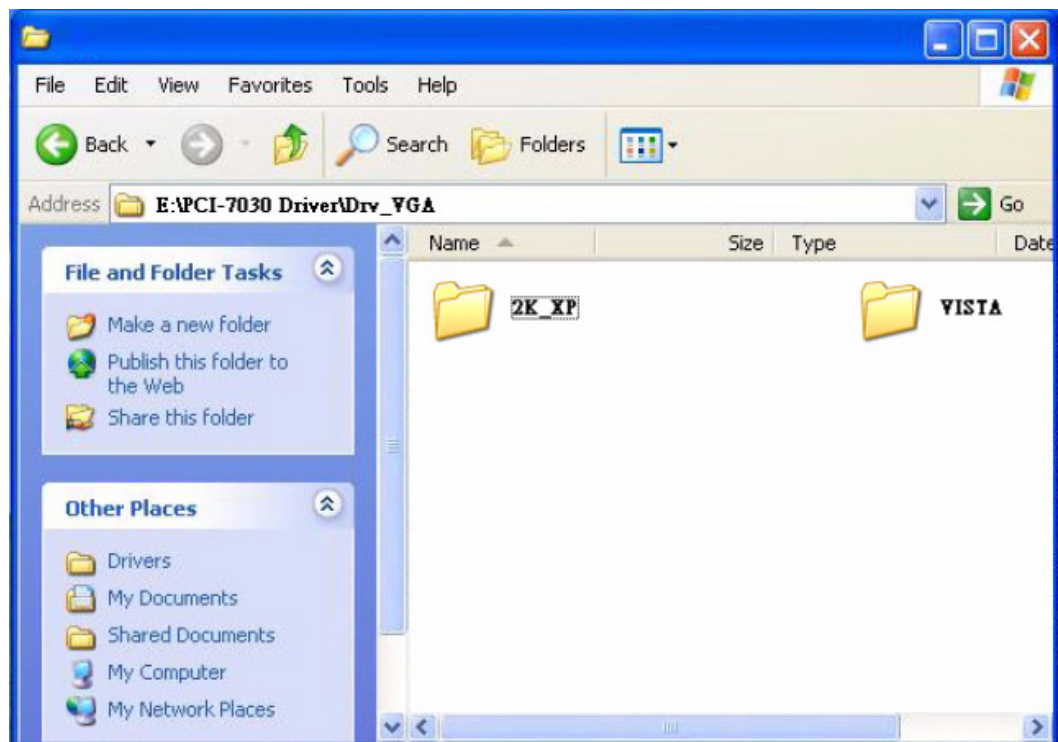 File Edit View Favorites Tools Help
Back Search Folders
Address E:\PCI-7030 Driver\Drv_VGA Go
Name Size Type Date
File and Folder Tasks
Make a new folder
Publish this folder to
the Web
Share this folder
Other Places
Drivers
My Documents
Shared Documents
My Computer
My Network Places
2K_XP VISTA